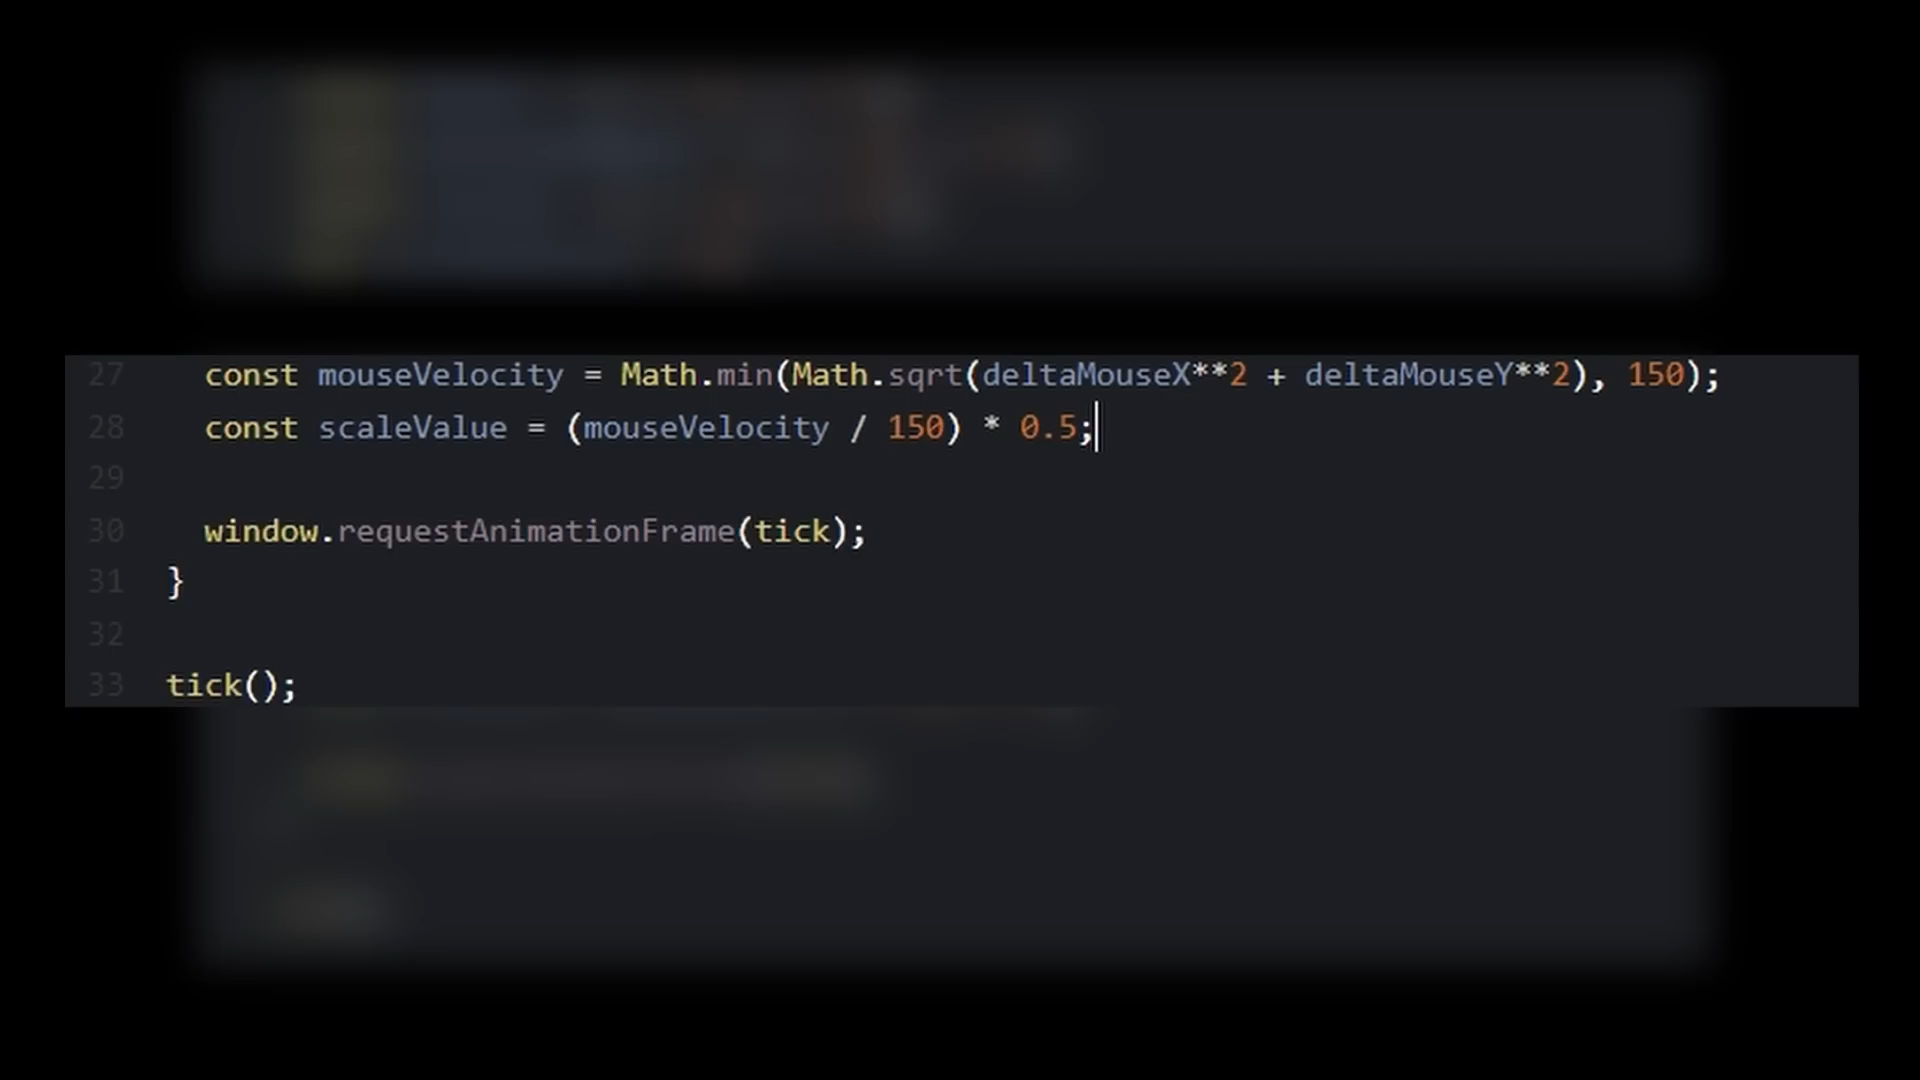 27 const mouseVelocity = Math.min(Math.sqrt(deltaMouseX**2 + deltaMouseY**2), 150);
28 const scaleValue = (mouseVelocity / 150) * 0.5;
29
30 window.requestAnimationFrame(tick);
31 }
32
33 tick();